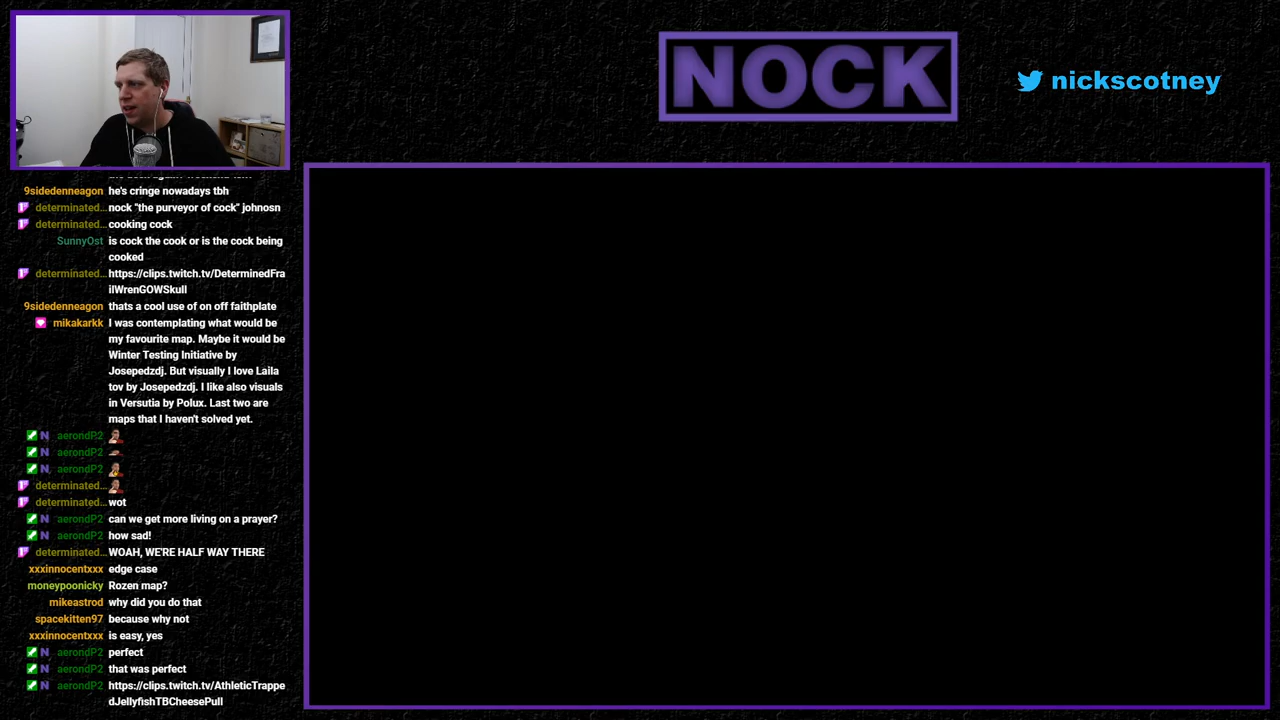 NOCK
nickscotney
9sidedenneagon he's cringe nowadays tbh
determinated... nock "the purveyor of cock" johnosn
determinated... cooking cock
SunnyOst is cock the cook or is the cock being
cooked
determinated... https://clips.twitch.tv/DeterminedFra
ilWrenGOWSkull
9sidedenneagon thats a cool use of on off faithplate
mikakarkk I was contemplating what would be
my favourite map. Maybe it would be
Winter Testing Initiative by
Josepedzdj. But visually I love Laila
tov by Josepedzdj. I like also visuals
in Versutia by Polux. Last two are
maps that I haven't solved yet.
N aerondP2
N aerondP2
N aerondP2
determinated...
determinated... wot
N aerondP2 can we get more living on a prayer?
N aerondP2 how sad!
determinated... WOAH, WE'RE HALF WAY THERE
xxxinnocentxxx edge case
moneypoonicky Rozen map?
mikeastrod why did you do that
spacekitten97 because why not
xxxinnocentxxx is easy, yes
N aerondP2 perfect
N aerondP2 that was perfect
N aerondP2 https://clips.twitch.tv/AthleticTrappe
dJellyfishTBCheesePull